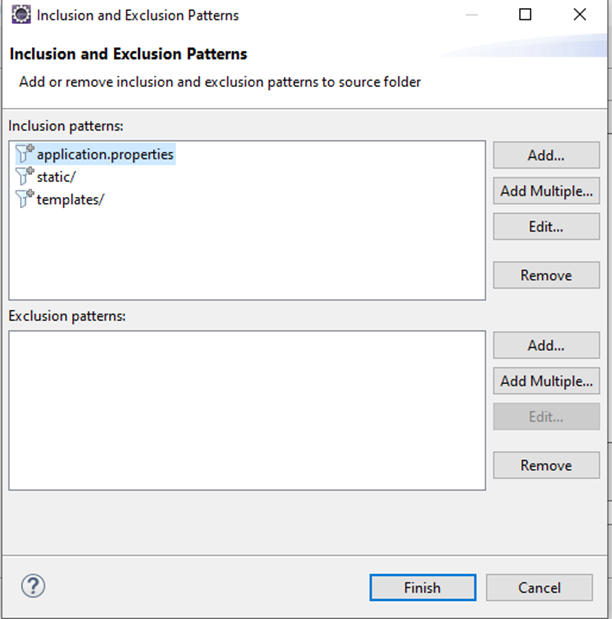 Inclusion and Exclusion Patterns
Inclusion and Exclusion Patterns
Add or remove inclusion and exclusion patterns to source folder
Inclusion patterns:
application.properties
static/
templates/
Add...
Add Multiple...
Edit...
Remove
Exclusion patterns:
Add...
Add Multiple...
Edit...
Remove
?
Finish
Cancel